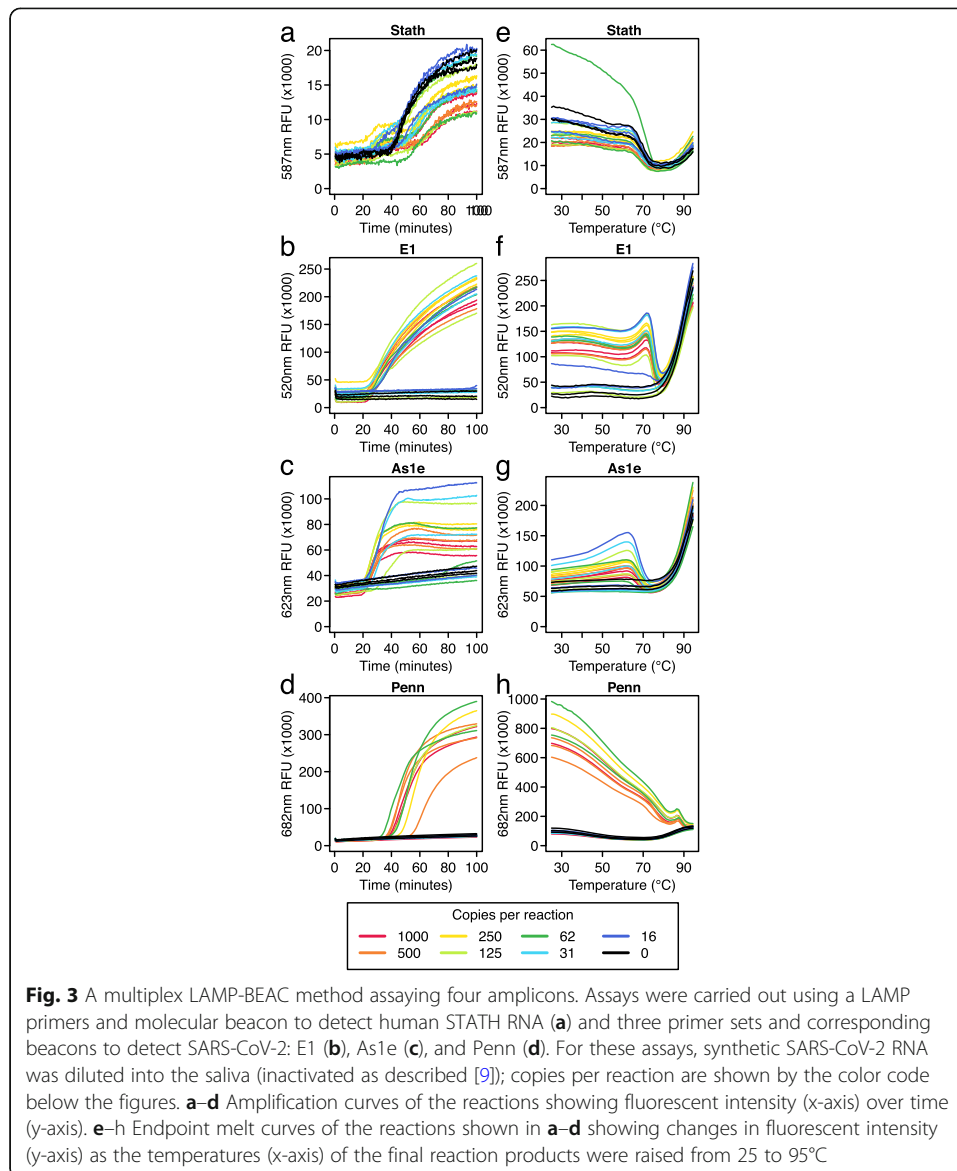 a
Stath
587nm RFU (x1000)
20
15
10
5
0
0 20 40 60 80 100
Time (minutes)
e
Stath
587nm RFU (x1000)
60
50
40
30
20
10
0
30 50 70 90
Temperature (°C)
b
E1
520nm RFU (x1000)
250
200
150
100
50
0
0 20 40 60 80 100
Time (minutes)
f
E1
520nm RFU (x1000)
250
200
150
100
50
0
30 50 70 90
Temperature (°C)
c
As1e
623nm RFU (x1000)
100
80
60
40
20
0
0 20 40 60 80 100
Time (minutes)
g
As1e
623nm RFU (x1000)
200
150
100
50
0
30 50 70 90
Temperature (°C)
d
Penn
682nm RFU (x1000)
400
300
200
100
0
0 20 40 60 80 100
Time (minutes)
h
Penn
682nm RFU (x1000)
1000
800
600
400
200
0
30 50 70 90
Temperature (°C)
Copies per reaction
1000 250 62 16
500 125 31 0
Fig. 3 A multiplex LAMP-BEAC method assaying four amplicons. Assays were carried out using a LAMP
primers and molecular beacon to detect human STATH RNA (a) and three primer sets and corresponding
beacons to detect SARS-CoV-2: E1 (b), As1e (c), and Penn (d). For these assays, synthetic SARS-CoV-2 RNA
was diluted into the saliva (inactivated as described [9]); copies per reaction are shown by the color code
below the figures. a–d Amplification curves of the reactions showing fluorescent intensity (x-axis) over time
(y-axis). e–h Endpoint melt curves of the reactions shown in a–d showing changes in fluorescent intensity
(y-axis) as the temperatures (x-axis) of the final reaction products were raised from 25 to 95°C